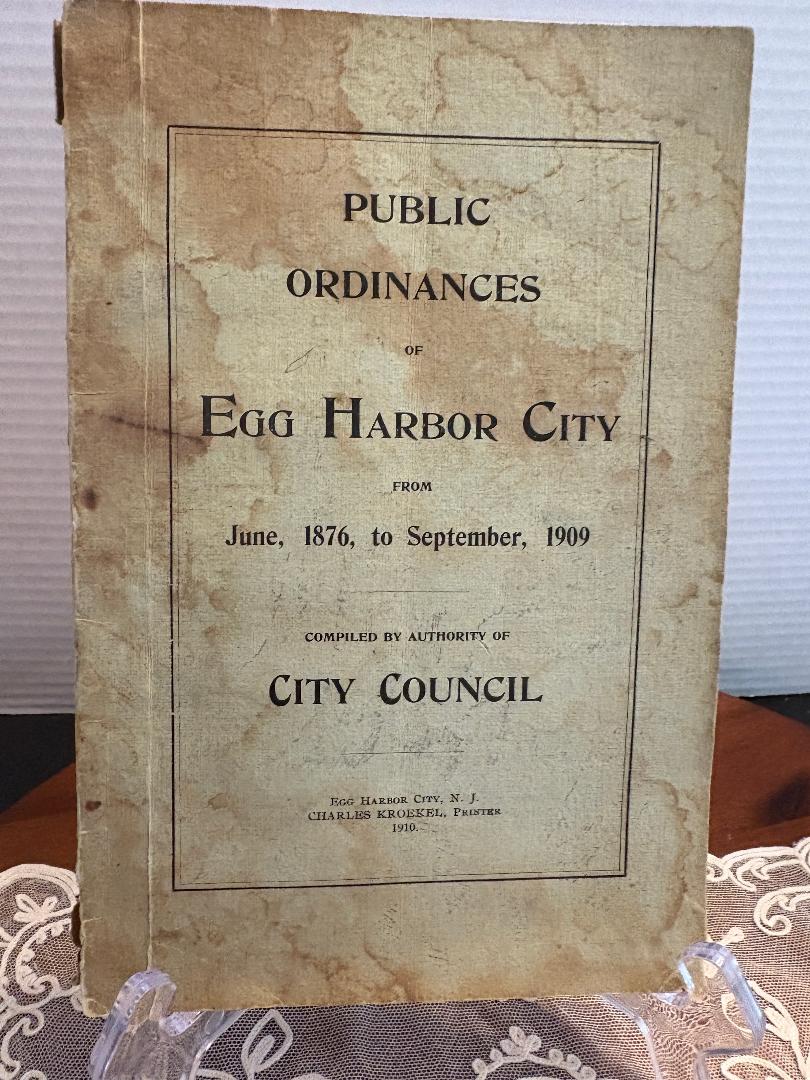 PUBLIC
ORDINANCES
OF
EGG HARBOR CITY
FROM
June, 1876, to September, 1909
COMPILED BY AUTHORITY OF
CITY COUNCIL
EGG HARBOR CITY, N. J.
CHARLES KROEKEL, PRINTER
1910.